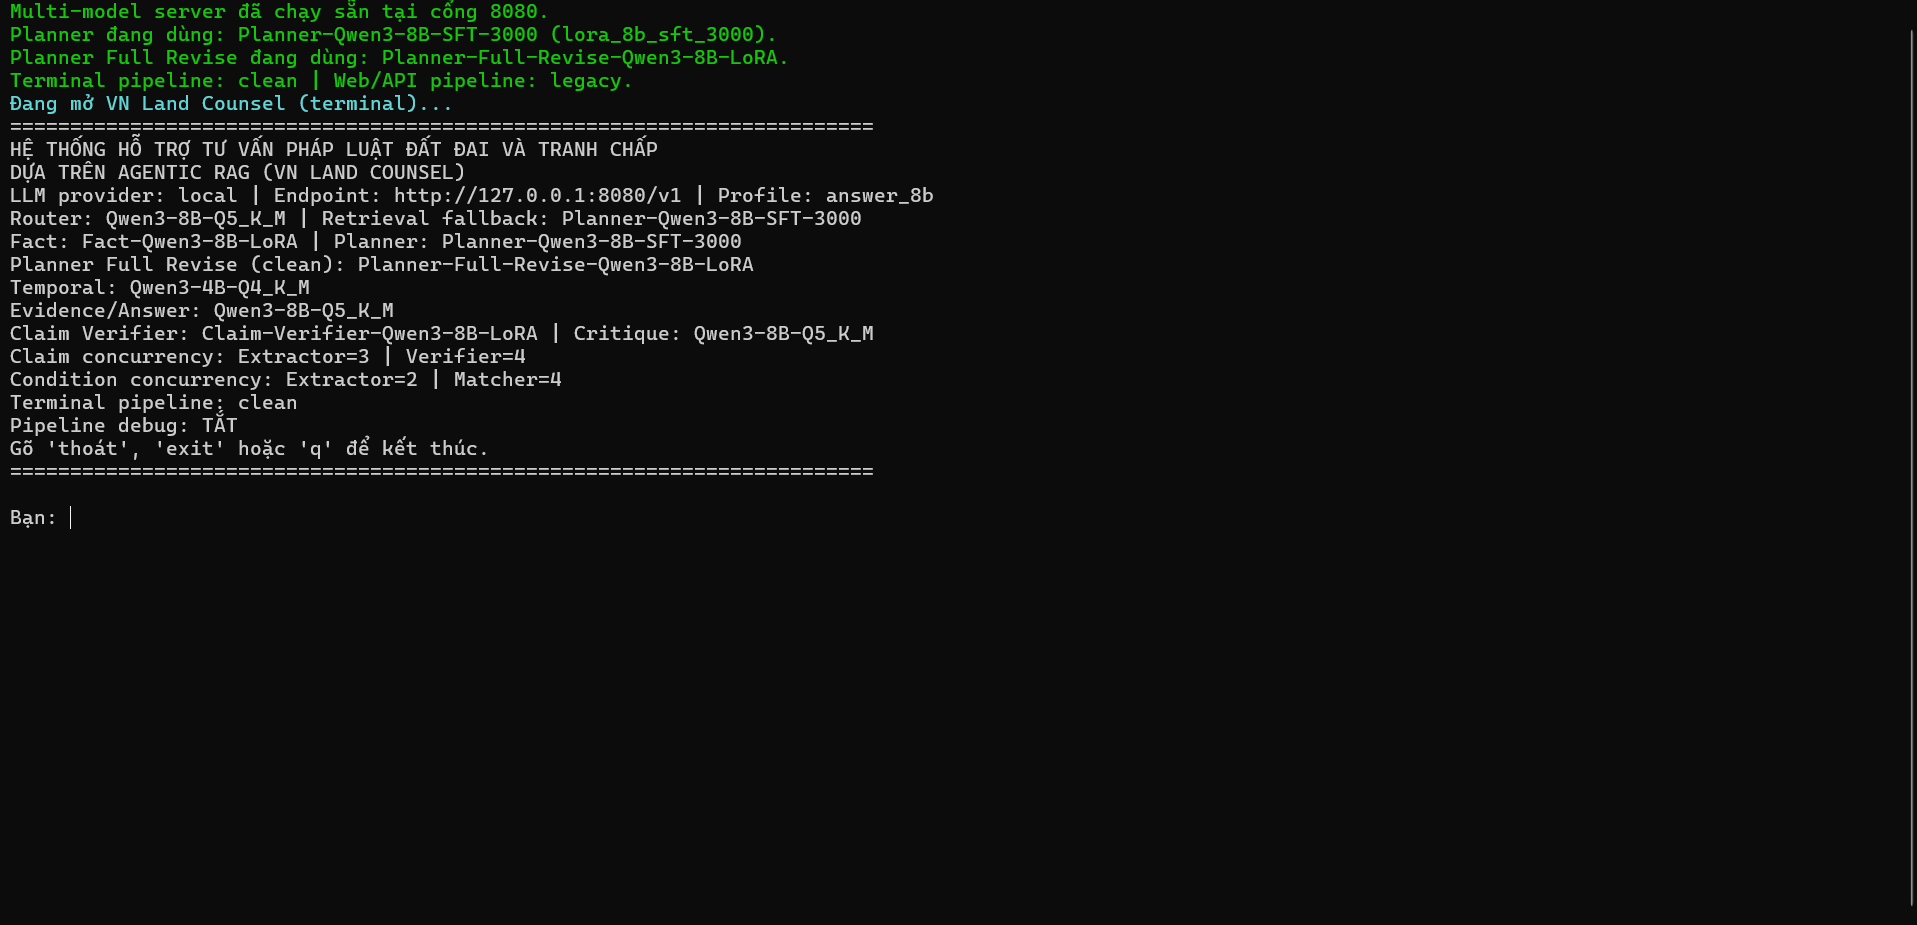 Multi-model server đã chạy sẵn tại cổng 8080.
Planner đang dùng: Planner-Qwen3-8B-SFT-3000 (lora_8b_sft_3000).
Planner Full Revise đang dùng: Planner-Full-Revise-Qwen3-8B-LoRA.
Terminal pipeline: clean | Web/API pipeline: legacy.
Đang mở VN Land Counsel (terminal)...
========================================================================
HỆ THỐNG HỖ TRỢ TƯ VẤN PHÁP LUẬT ĐẤT ĐAI VÀ TRANH CHẤP
DỰA TRÊN AGENTIC RAG (VN LAND COUNSEL)
LLM provider: local | Endpoint: http://127.0.0.1:8080/v1 | Profile: answer_8b
Router: Qwen3-8B-Q5_K_M | Retrieval fallback: Planner-Qwen3-8B-SFT-3000
Fact: Fact-Qwen3-8B-LoRA | Planner: Planner-Qwen3-8B-SFT-3000
Planner Full Revise (clean): Planner-Full-Revise-Qwen3-8B-LoRA
Temporal: Qwen3-4B-Q4_K_M
Evidence/Answer: Qwen3-8B-Q5_K_M
Claim Verifier: Claim-Verifier-Qwen3-8B-LoRA | Critique: Qwen3-8B-Q5_K_M
Claim concurrency: Extractor=3 | Verifier=4
Condition concurrency: Extractor=2 | Matcher=4
Terminal pipeline: clean
Pipeline debug: TẮT
Gõ 'thoát', 'exit' hoặc 'q' để kết thúc.
========================================================================
Bạn: